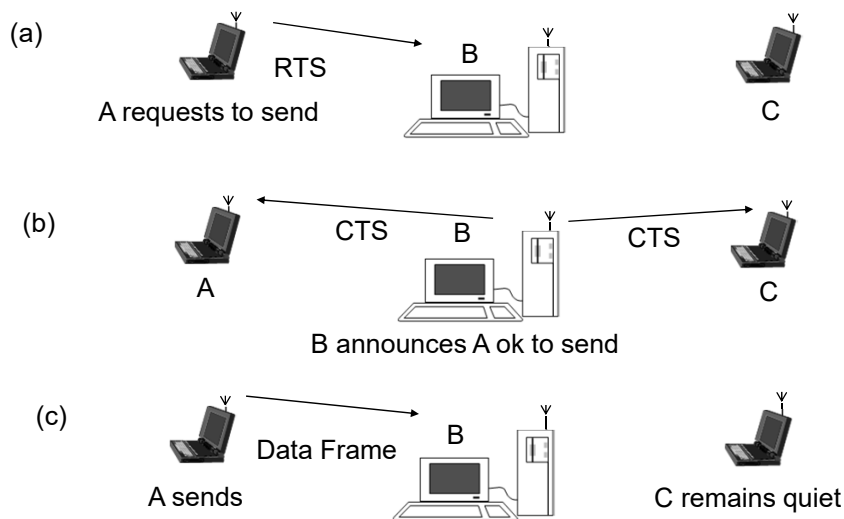 (a)
RTS
B
A requests to send
C
(b)
CTS
B
CTS
A
C
B announces A ok to send
(c)
Data Frame
B
A sends
C remains quiet